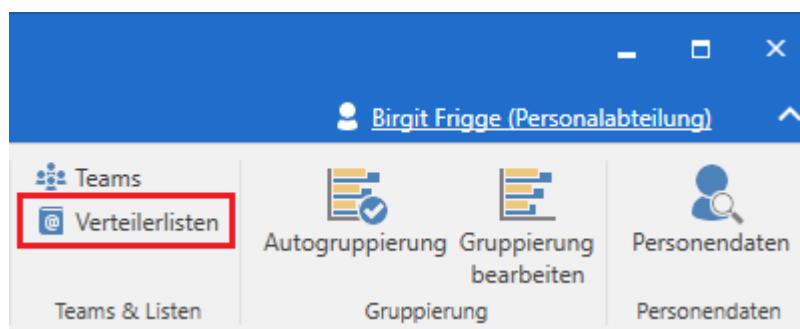 Birgit Frigge (Personalabteilung)
Teams
Verteilerlisten
Autogruppierung
Gruppierung
bearbeiten
Personendaten
Teams & Listen
Gruppierung
Personendaten